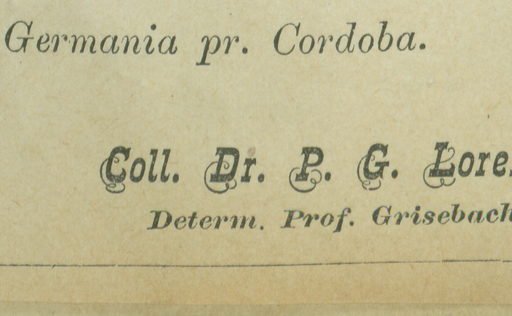 Germania pr. Cordoba.
Coll. Dr. P. G. Lore
Determ. Prof. Grisebach